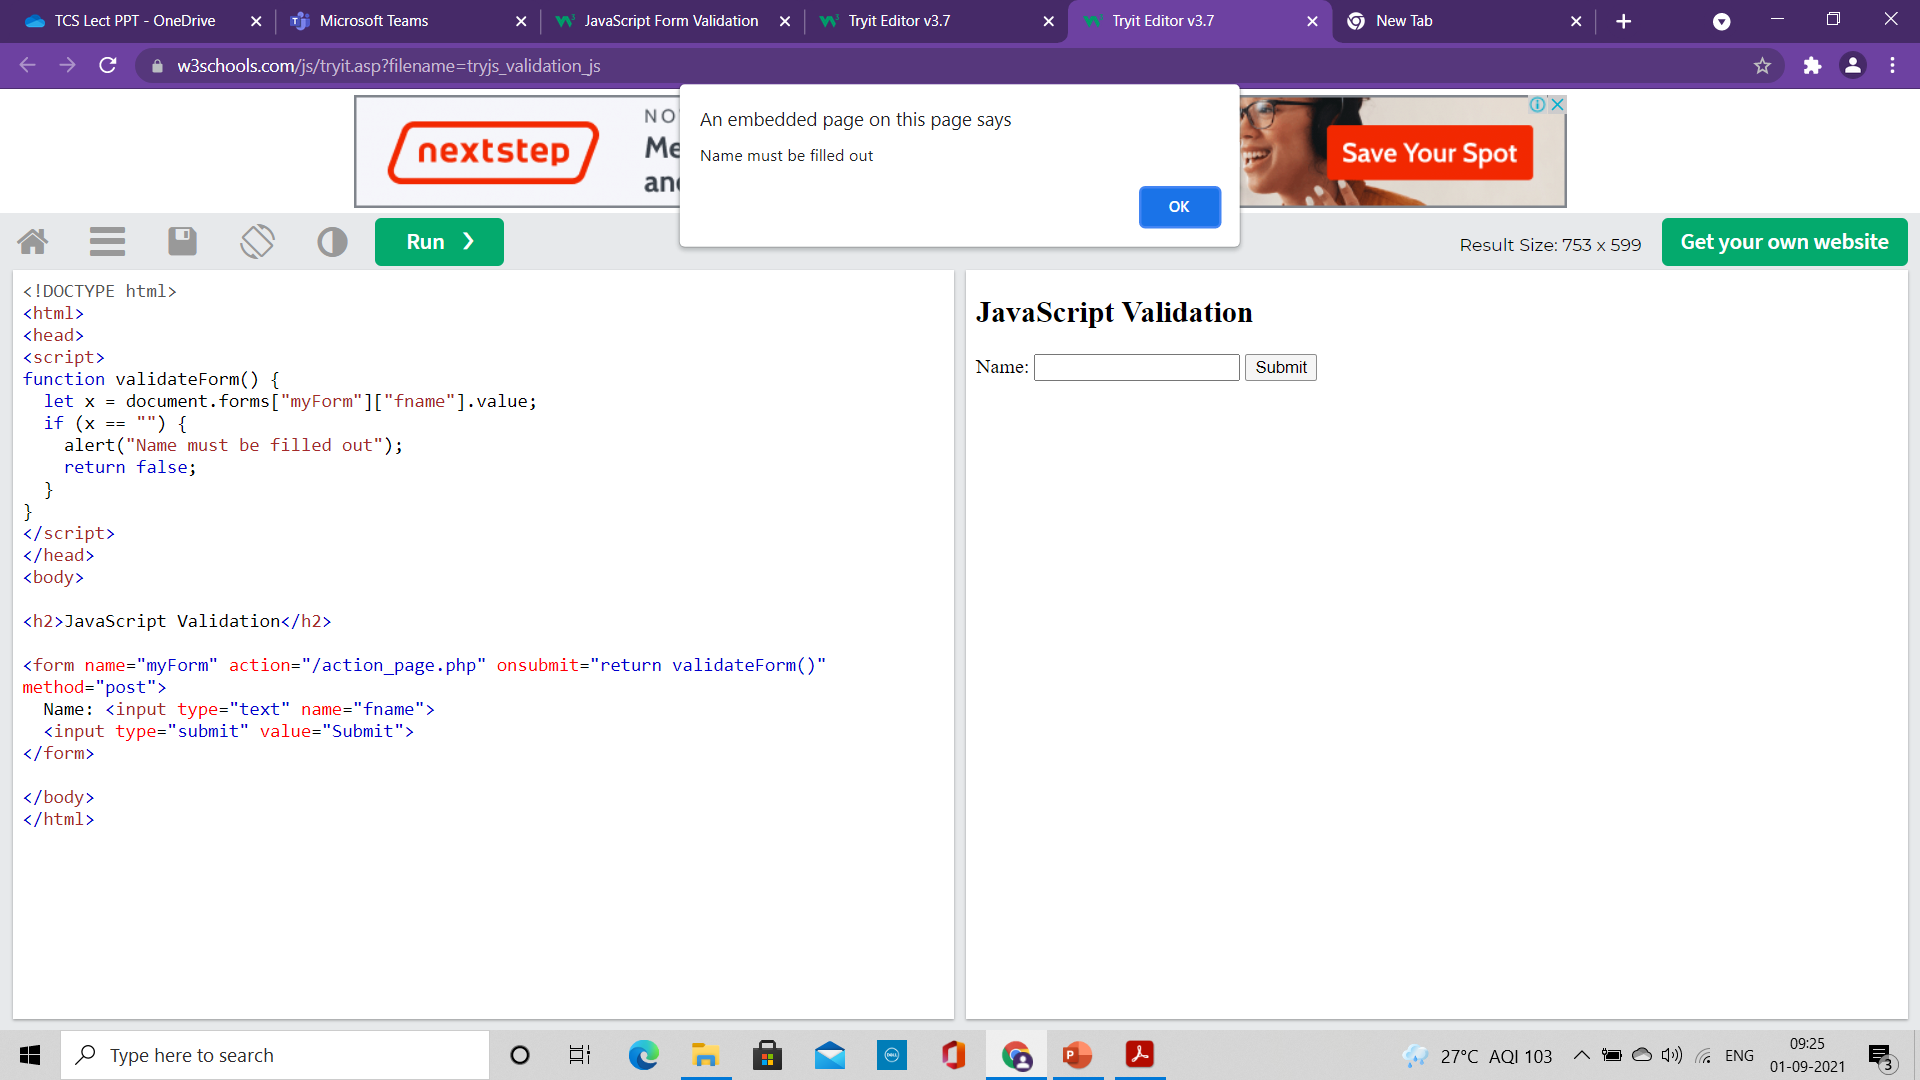 TCS Lect PPT - OneDrive
Microsoft Teams
JavaScript Form Validation
Tryit Editor v3.7
Tryit Editor v3.7
New Tab
w3schools.com/js/tryit.asp?filename=tryjs_validation_js
nextstep
NO
Me
an
An embedded page on this page says
Name must be filled out
OK
Save Your Spot
Run
Result Size: 753 x 599
Get your own website
<!DOCTYPE html>
<html>
<head>
<script>
function validateForm() {
  let x = document.forms["myForm"]["fname"].value;
  if (x == "") {
    alert("Name must be filled out");
    return false;
  }
}
</script>
</head>
<body>
<h2>JavaScript Validation</h2>
<form name="myForm" action="/action_page.php" onsubmit="return validateForm()"
method="post">
  Name: <input type="text" name="fname">
  <input type="submit" value="Submit">
</form>
</body>
</html>
JavaScript Validation
Name: Submit
Type here to search
27°C AQI 103
ENG
09:25
01-09-2021
3